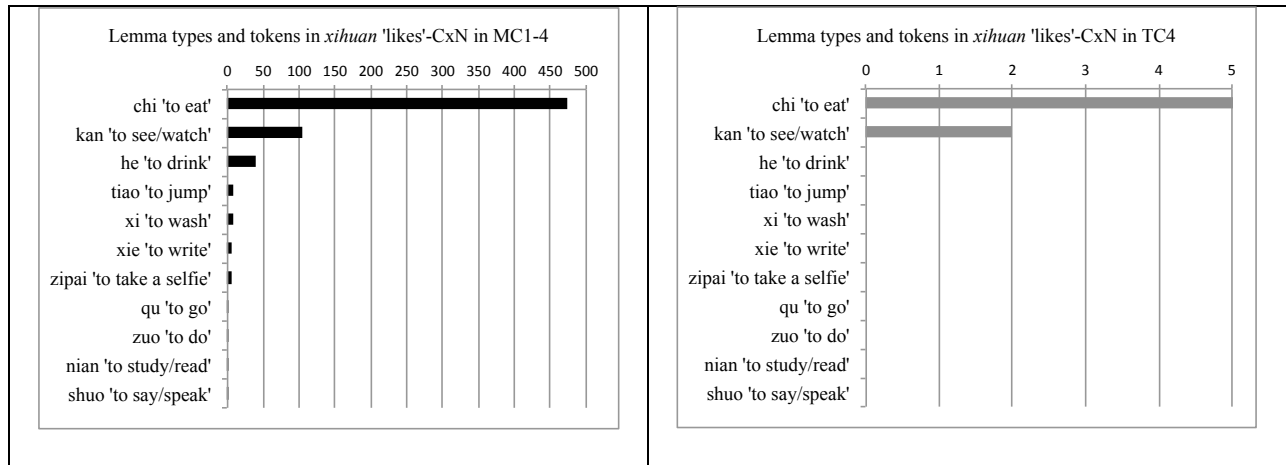 Lemma types and tokens in xihuan 'likes'-CxN in MC1-4
0 50 100 150 200 250 300 350 400 450 500
chi 'to eat'
kan 'to see/watch'
he 'to drink'
tiao 'to jump'
xi 'to wash'
xie 'to write'
zipai 'to take a selfie'
qu 'to go'
zuo 'to do'
nian 'to study/read'
shuo 'to say/speak'
Lemma types and tokens in xihuan 'likes'-CxN in TC4
0 1 2 3 4 5
chi 'to eat'
kan 'to see/watch'
he 'to drink'
tiao 'to jump'
xi 'to wash'
xie 'to write'
zipai 'to take a selfie'
qu 'to go'
zuo 'to do'
nian 'to study/read'
shuo 'to say/speak'